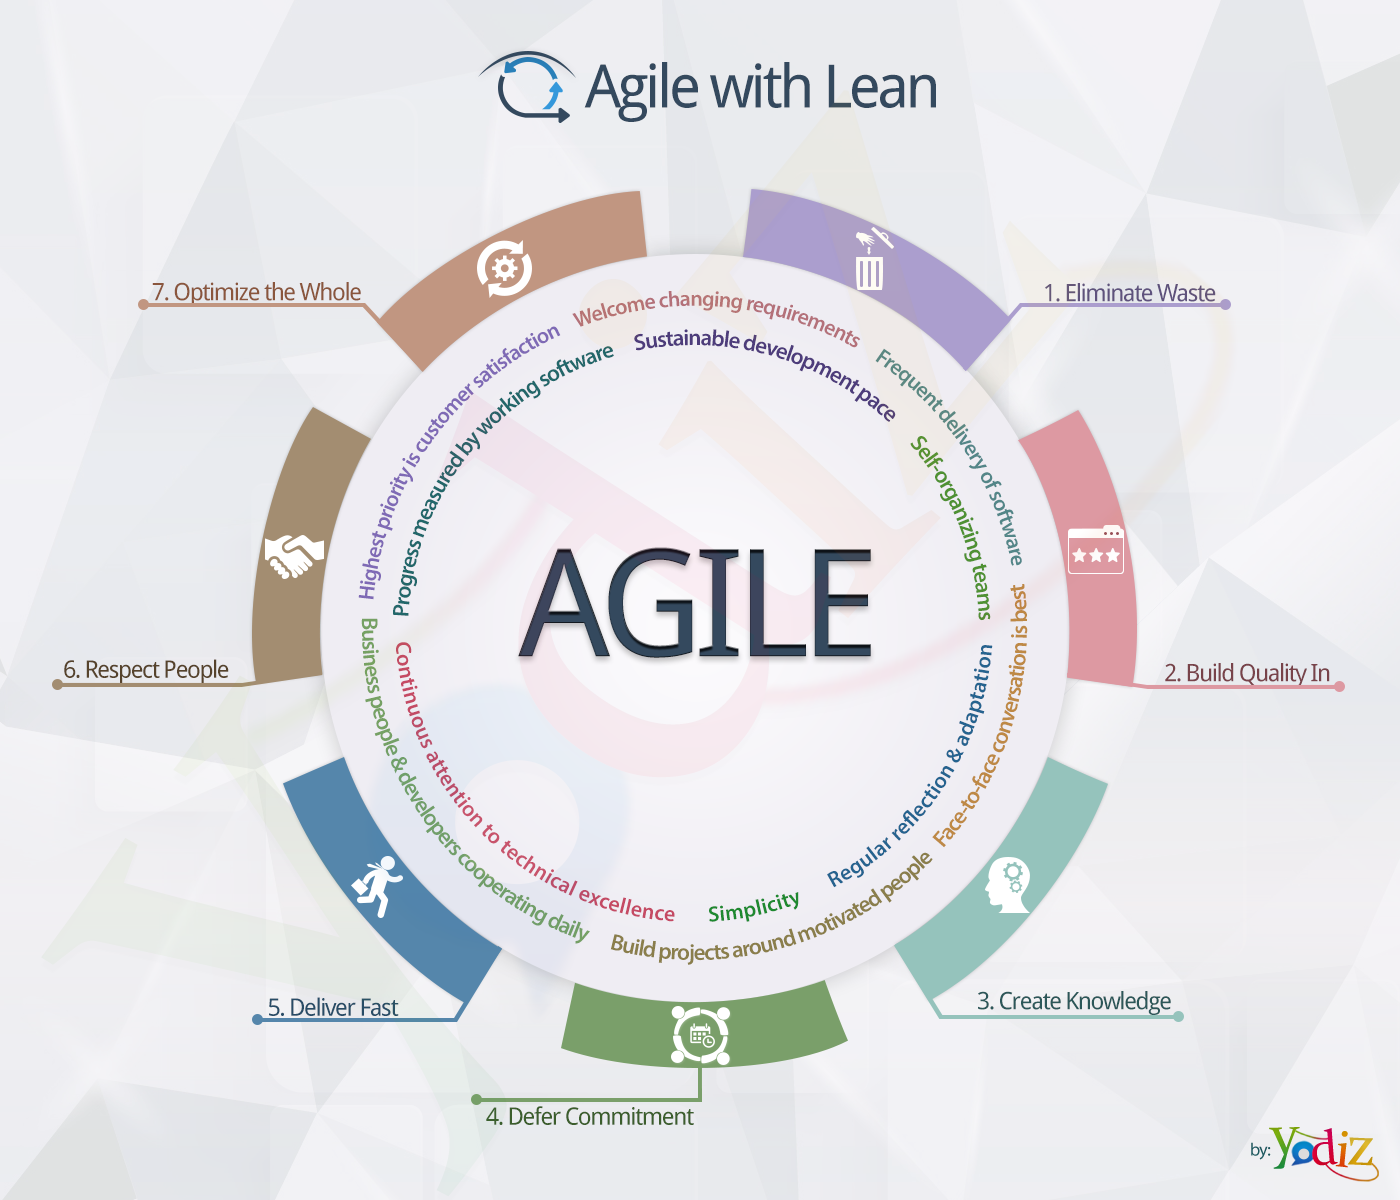 Agile with Lean
7. Optimize the Whole
1. Eliminate Waste
Welcome changing requirements
Highest priority is customer satisfaction
Frequent delivery of software
Sustainable development pace
Progress measured by working software
Self-organizing teams
AGILE
Face-to-face conversation is best
Business people & developers cooperating daily
Continuous attention to technical excellence
Regular reflection & adaptation
6. Respect People
2. Build Quality In
Simplicity
Build projects around motivated people
5. Deliver Fast
3. Create Knowledge
4. Defer Commitment
by: Yodiz